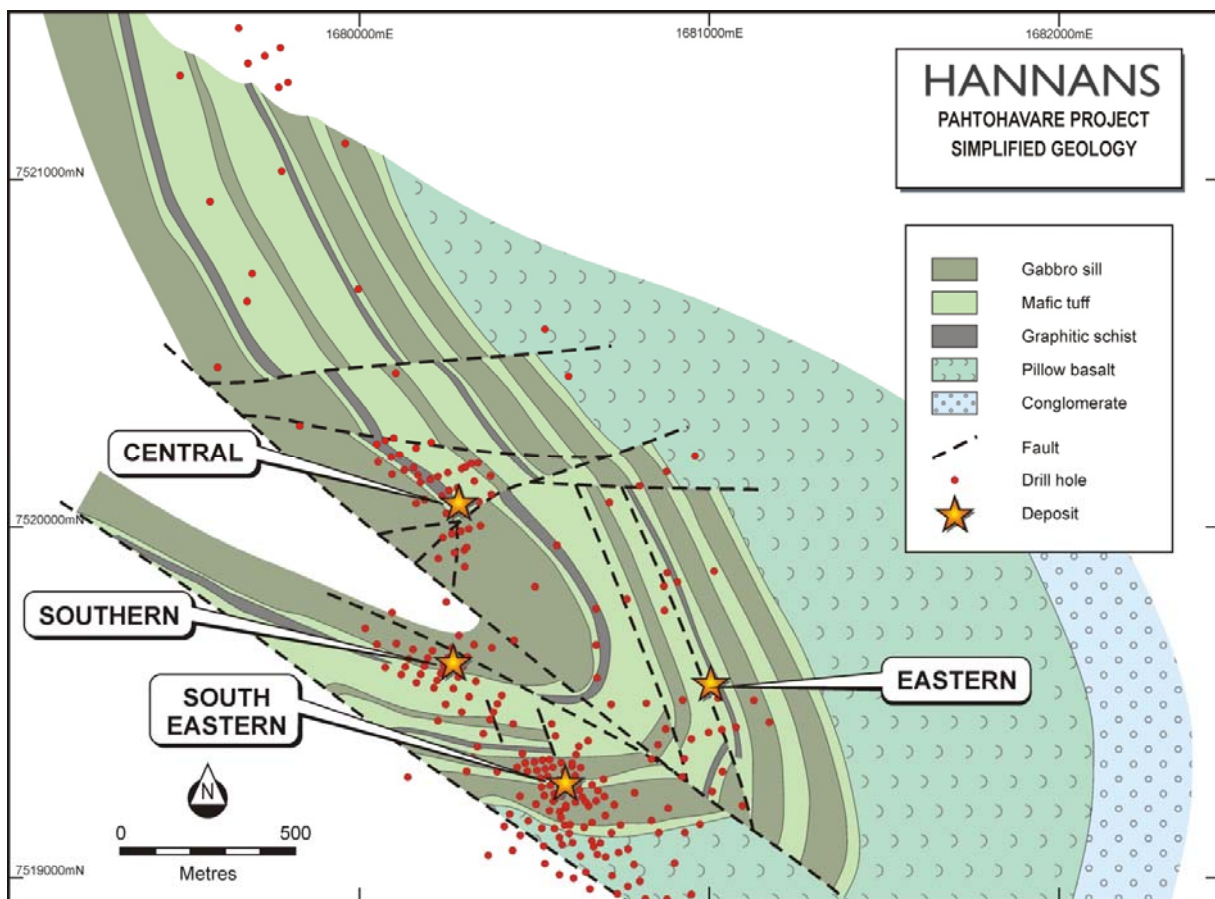 1680000mE
1681000mE
1682000mE
HANNANS
PAHTOHAVARE PROJECT
SIMPLIFIED GEOLOGY
7521000mN
Gabbro sill
Mafic tuff
Graphitic schist
Pillow basalt
Conglomerate
Fault
Drill hole
Deposit
CENTRAL
7520000mN
SOUTHERN
SOUTH
EASTERN
EASTERN
N
0
500
Metres
7519000mN